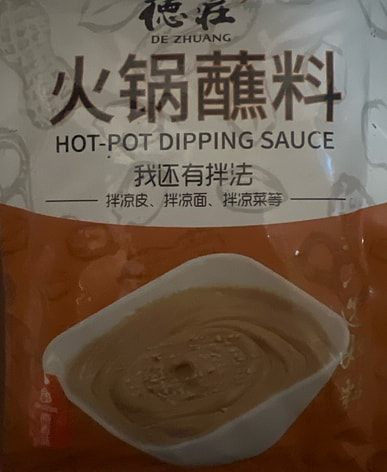 德庄
DE ZHUANG
火锅蘸料
HOT-POT DIPPING SAUCE
我还有拌法
拌凉皮、拌凉面、拌凉菜等